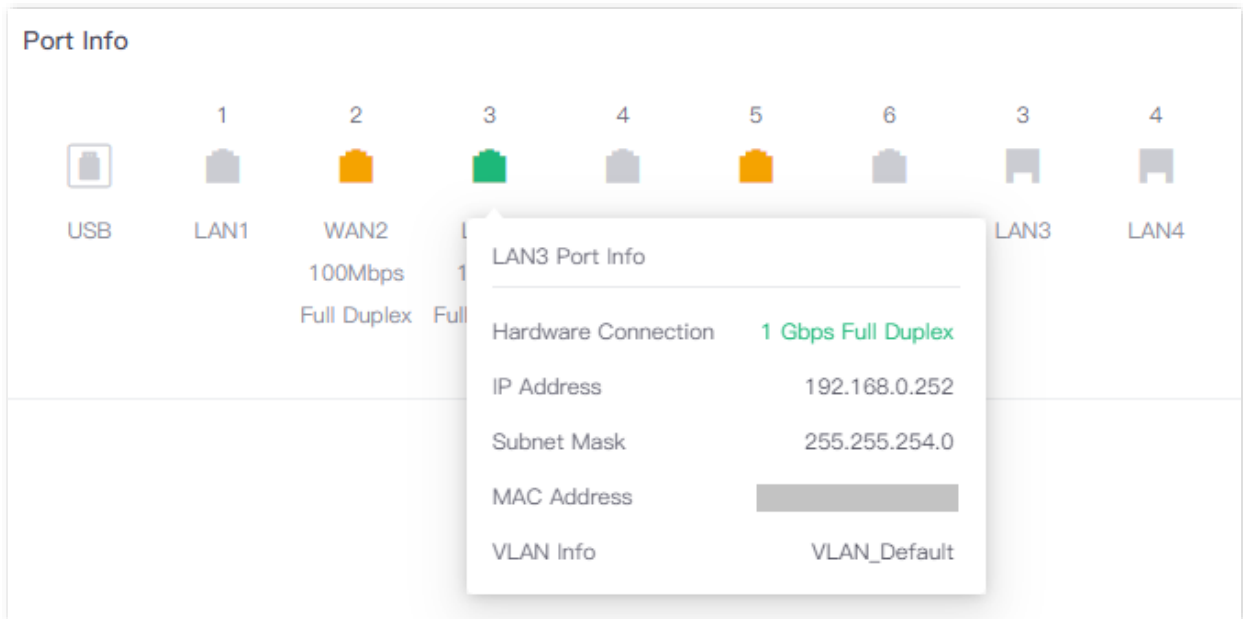 Port Info
1 2 3 4 5 6 3 4
USB LAN1 WAN2 LAN3 LAN4
LAN3 Port Info
100Mbps
Full Duplex Full
Hardware Connection 1 Gbps Full Duplex
IP Address 192.168.0.252
Subnet Mask 255.255.254.0
MAC Address
VLAN Info VLAN_Default